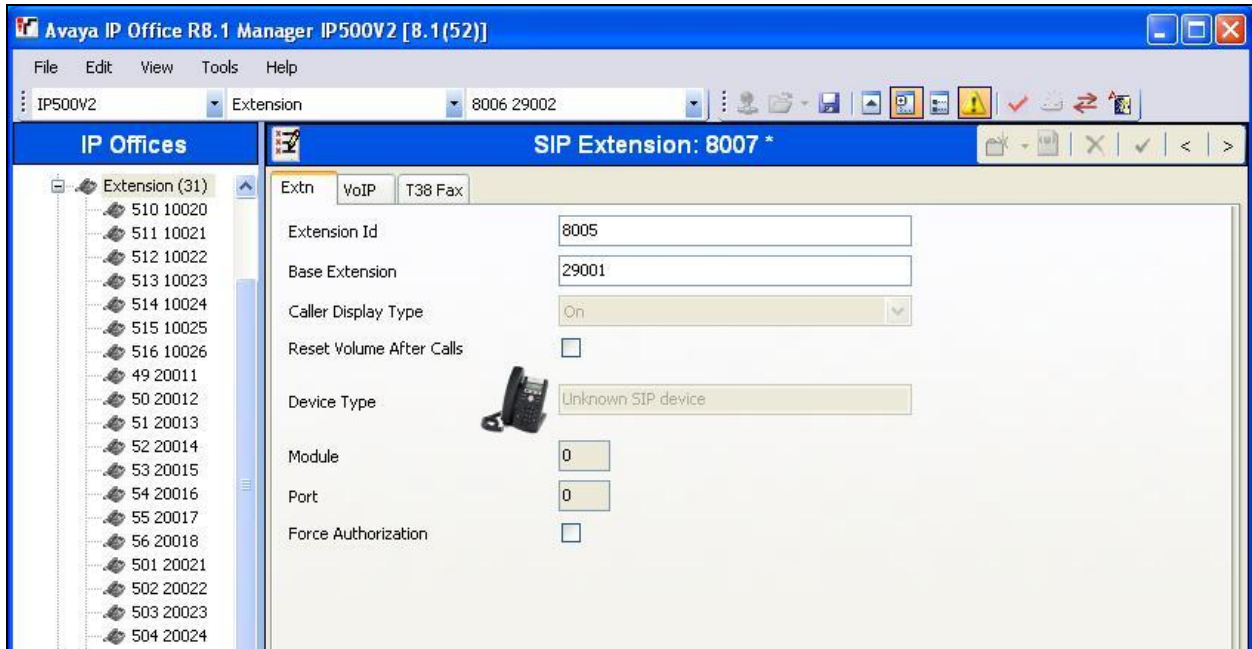 Avaya IP Office R8.1 Manager IP500V2 [8.1(52)]
File Edit View Tools Help
IP500V2 Extension 8006 29002
IP Offices
SIP Extension: 8007 *
Extension (31)
510 10020
511 10021
512 10022
513 10023
514 10024
515 10025
516 10026
49 20011
50 20012
51 20013
52 20014
53 20015
54 20016
55 20017
56 20018
501 20021
502 20022
503 20023
504 20024
Extn VoIP T38 Fax
Extension Id 8005
Base Extension 29001
Caller Display Type On
Reset Volume After Calls
Device Type Unknown SIP device
Module 0
Port 0
Force Authorization